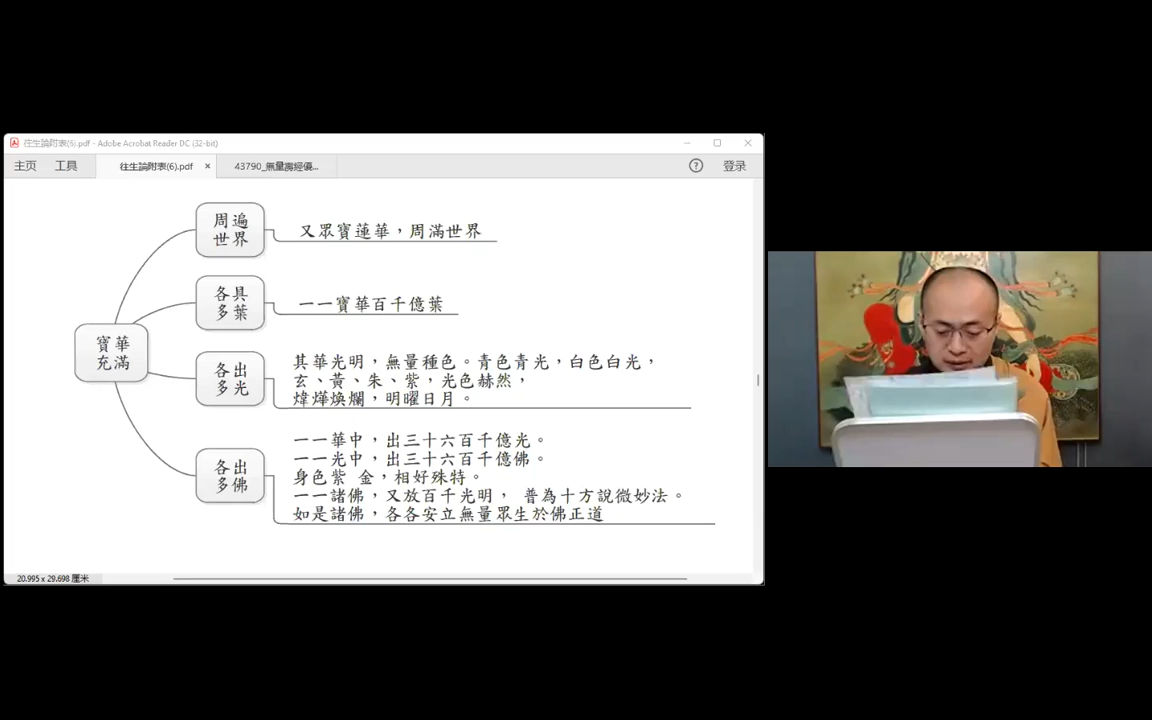 往生論附表(6).pdf - Adobe Acrobat Reader DC (32-bit)
主页 工具 往生論附表(6).pdf × 43790_無量壽經優... ? 登录
周遍
世界
又眾寶蓮華，周滿世界
各具
多葉
一一寶華百千億葉
寶華
充滿
各出
多光
其華光明，無量種色。青色青光，白色白光，
玄、黃、朱、紫，光色赫然，
煒燁煥爛，明曜日月。
各出
多佛
一一華中，出三十六百千億光。
一一光中，出三十六百千億佛。
身色紫 金，相好殊特。
一一諸佛，又放百千光明， 普為十方說微妙法。
如是諸佛，各各安立無量眾生於佛正道
20.995 x 29.698 厘米